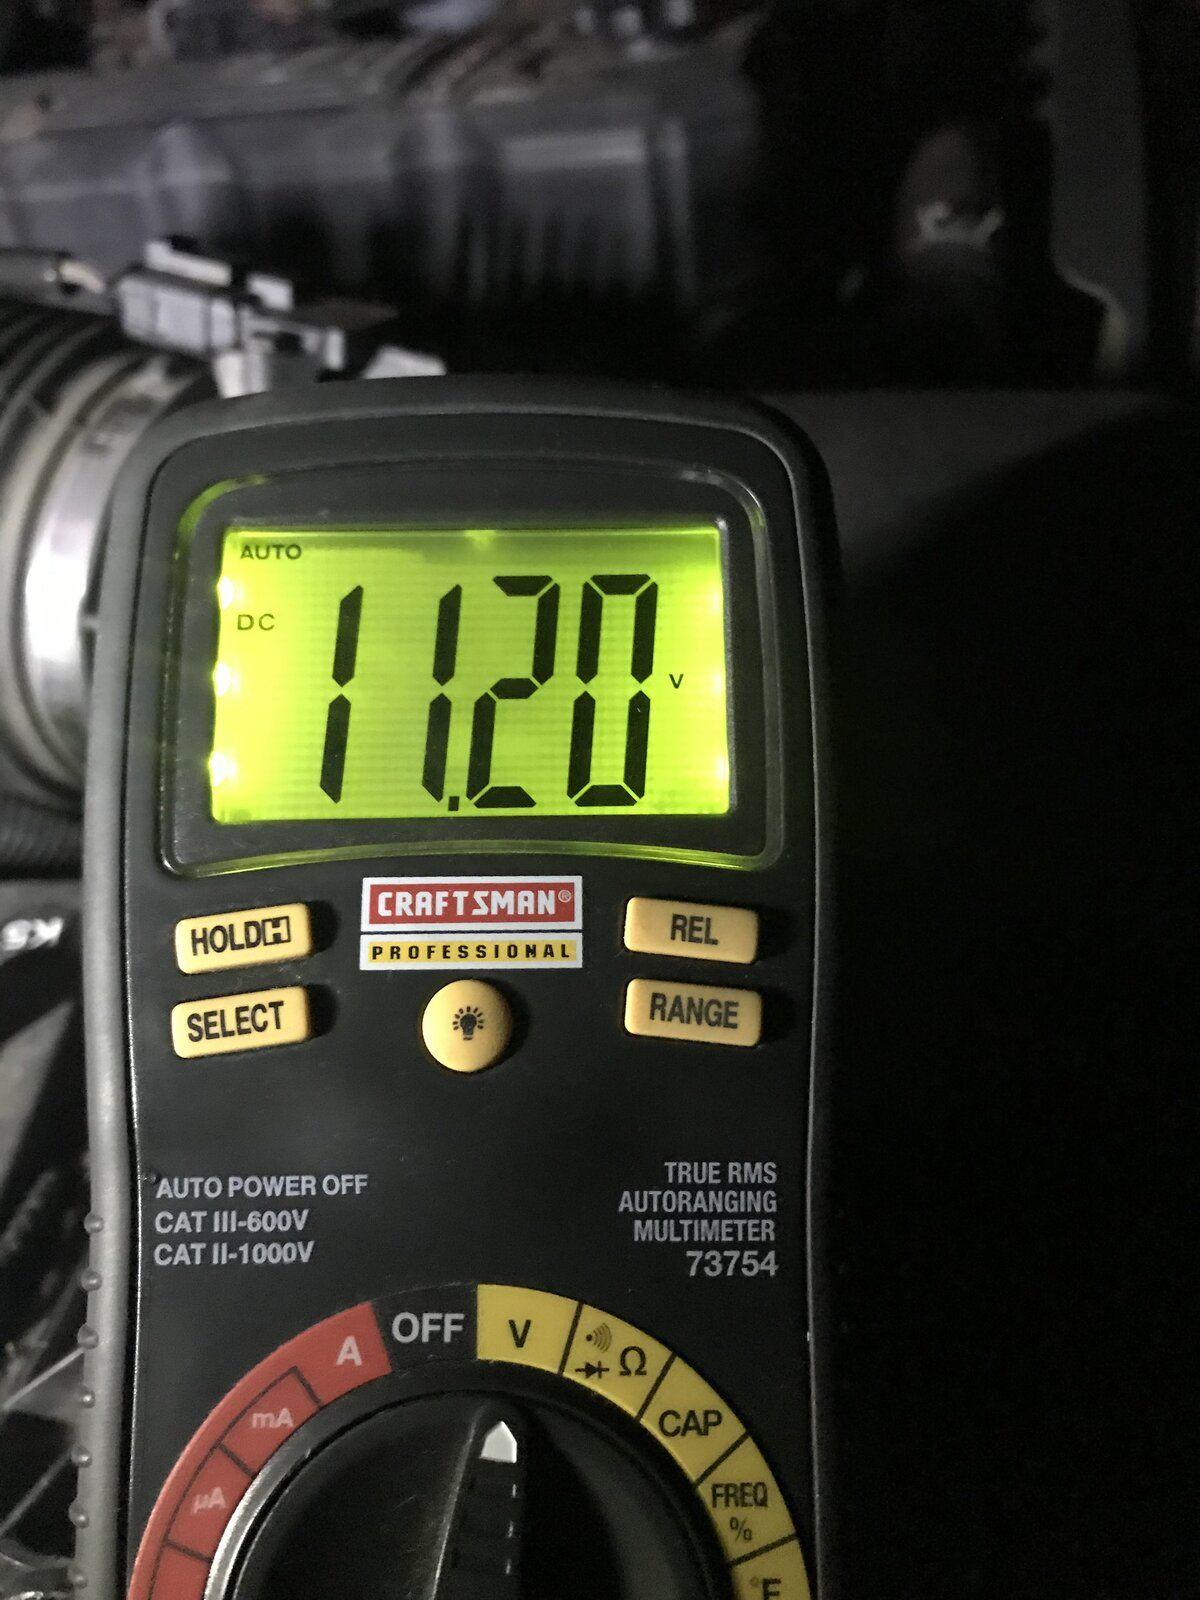 AUTO
DC
11.20
V
CRAFTSMAN®
PROFESSIONAL
HOLD H
REL
SELECT
RANGE
AUTO POWER OFF
CAT III-600V
CAT II-1000V
TRUE RMS
AUTORANGING
MULTIMETER
73754
OFF
V
Ω
A
mA
µA
CAP
FREQ
%
°F